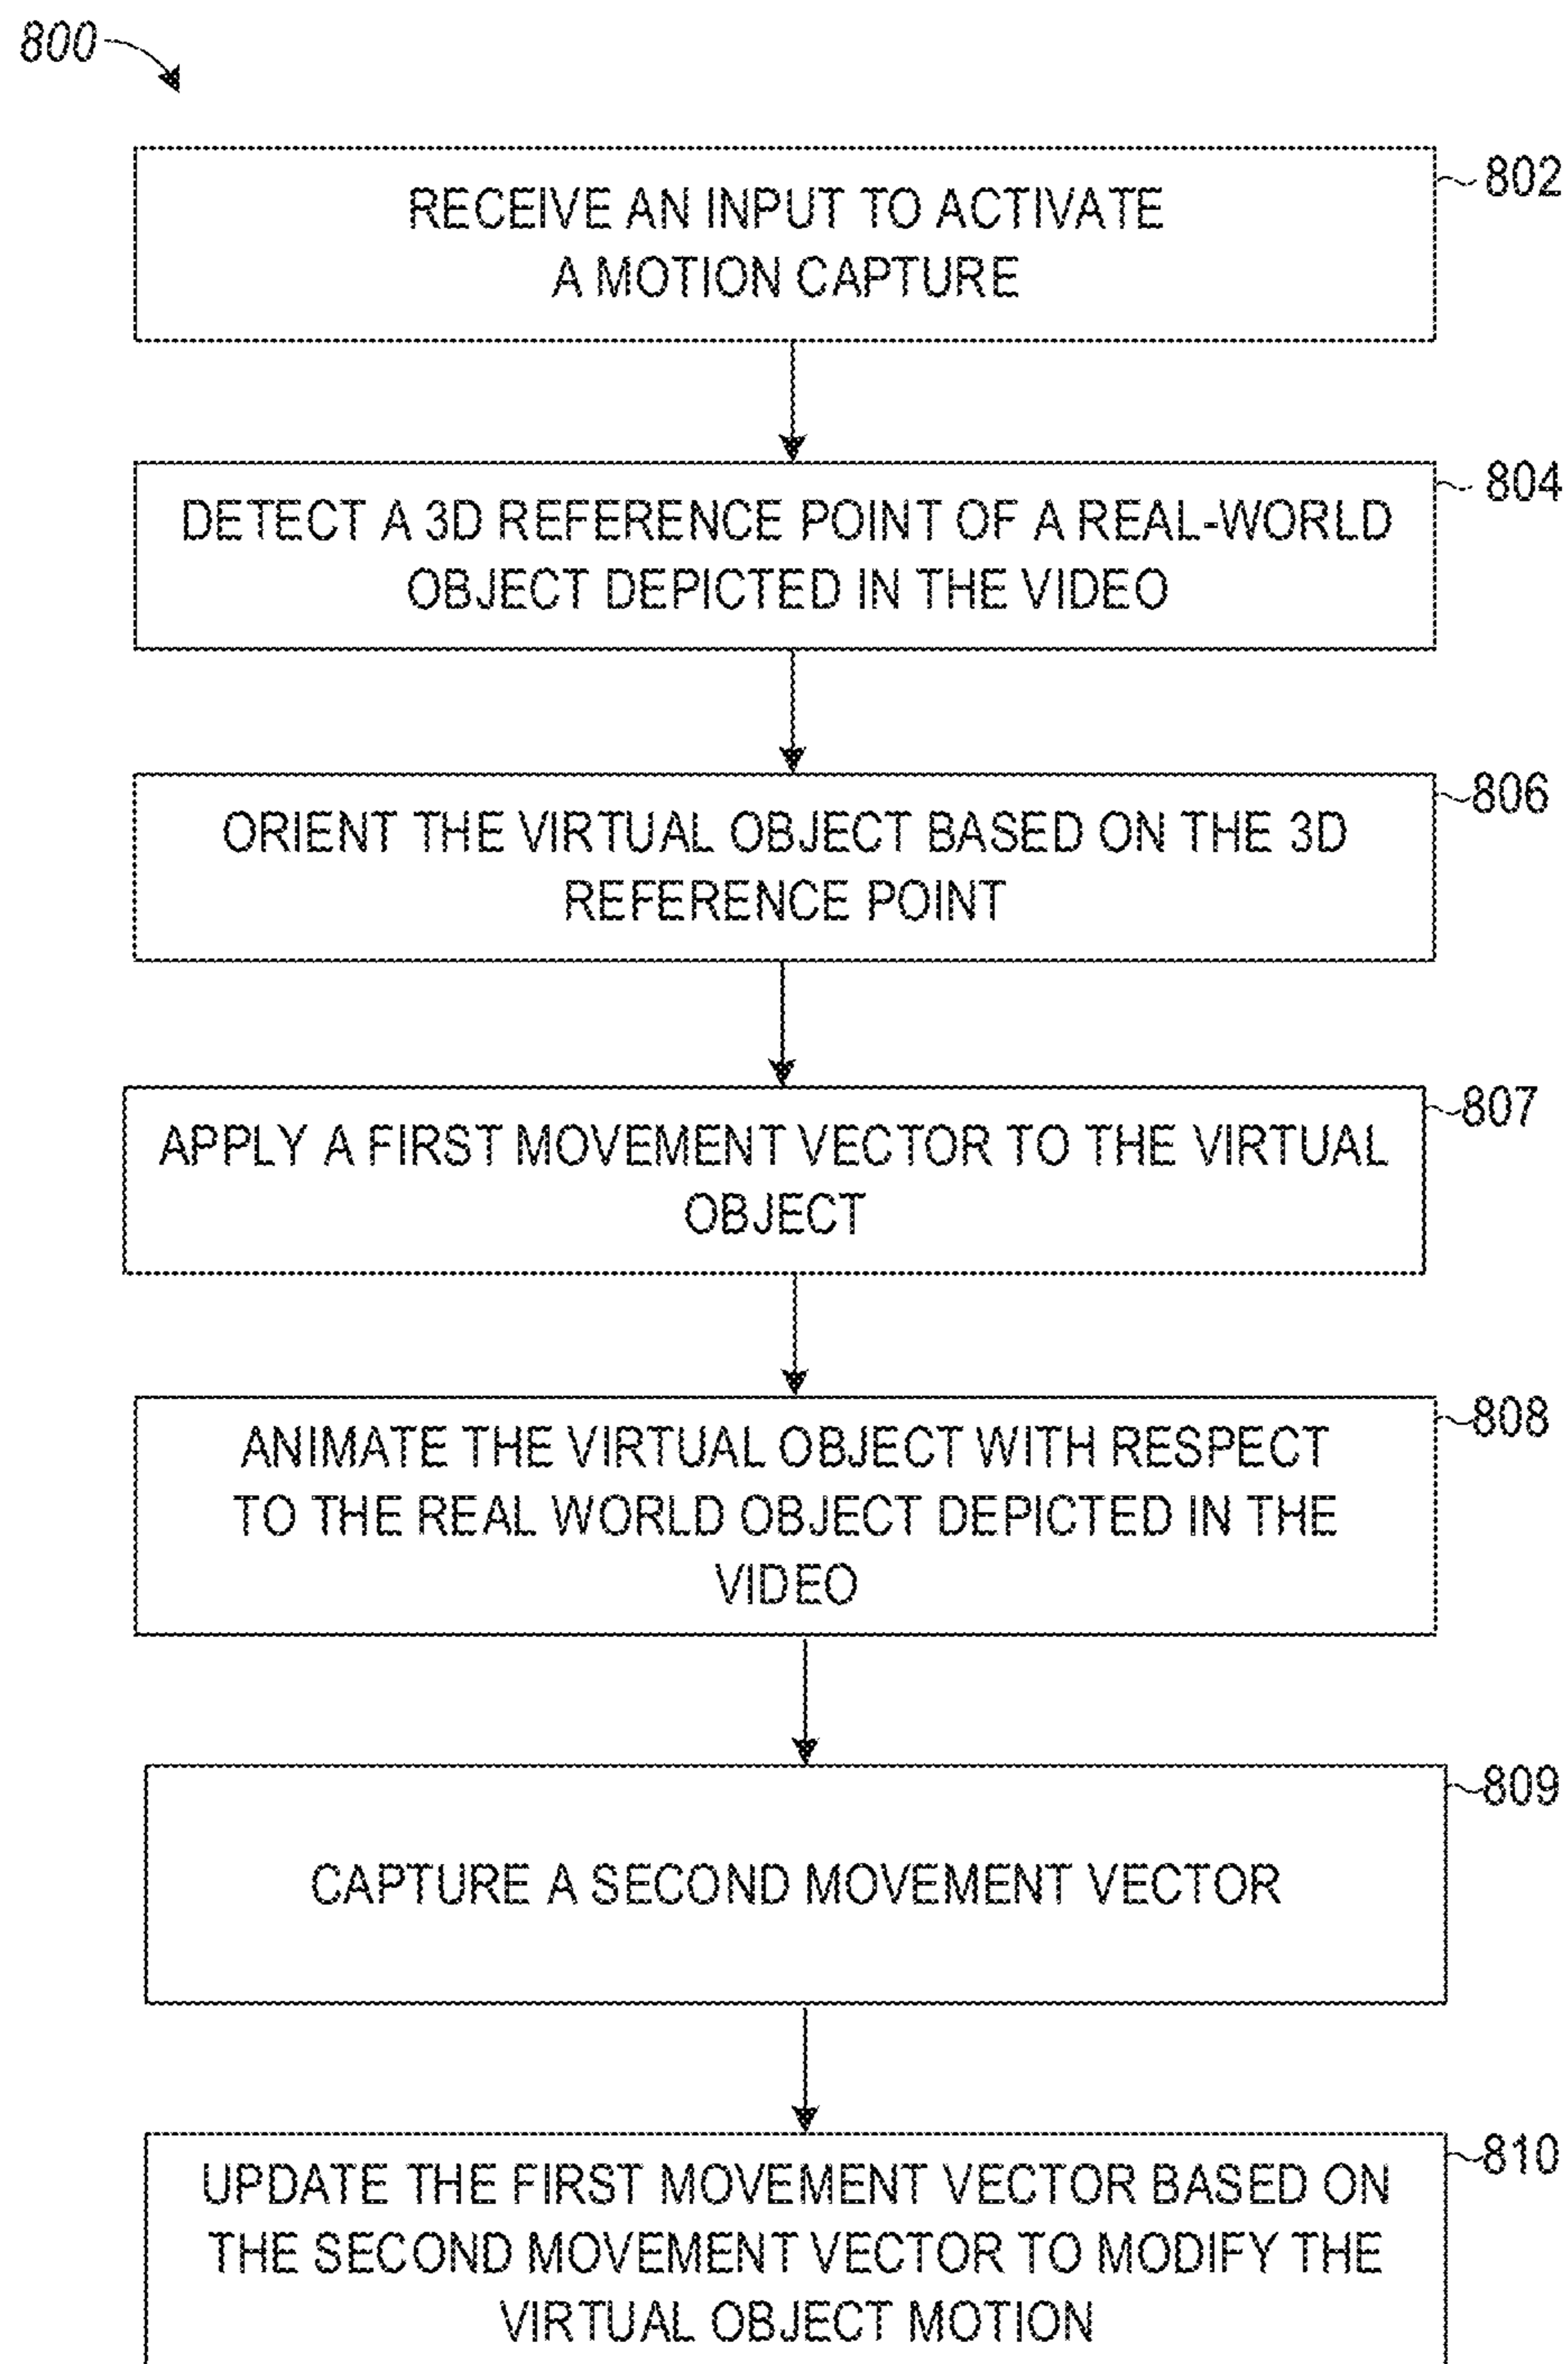 800
802
RECEIVE AN INPUT TO ACTIVATE
A MOTION CAPTURE
804
DETECT A 3D REFERENCE POINT OF A REAL-WORLD
OBJECT DEPICTED IN THE VIDEO
806
ORIENT THE VIRTUAL OBJECT BASED ON THE 3D
REFERENCE POINT
807
APPLY A FIRST MOVEMENT VECTOR TO THE VIRTUAL
OBJECT
808
ANIMATE THE VIRTUAL OBJECT WITH RESPECT
TO THE REAL WORLD OBJECT DEPICTED IN THE
VIDEO
809
CAPTURE A SECOND MOVEMENT VECTOR
810
UPDATE THE FIRST MOVEMENT VECTOR BASED ON
THE SECOND MOVEMENT VECTOR TO MODIFY THE
VIRTUAL OBJECT MOTION